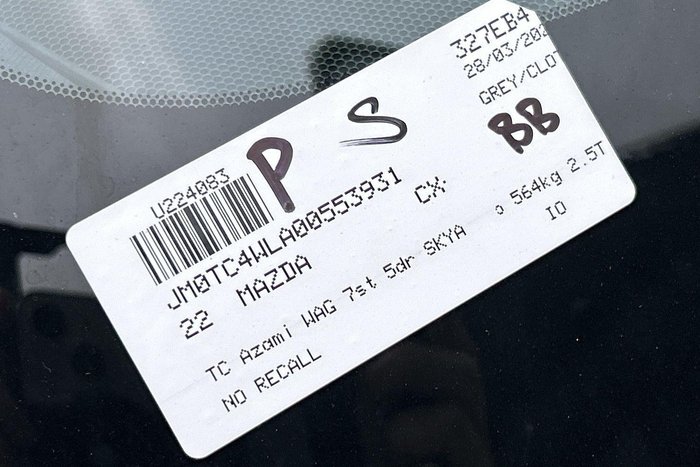 327EB4
28/03/202
GREY/CLOT
P S BB
U224083
JM0TC4WLA00553931
22 MAZDA CX-
TC Azami WAG 7st 5dr SKYA 564kg 2.5T
NO RECALL IO